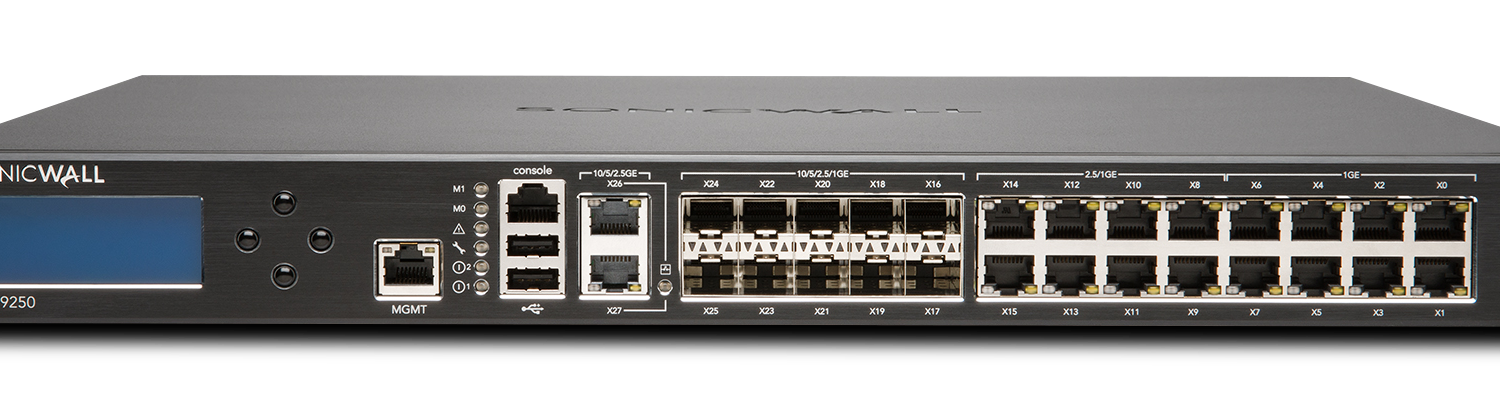 SONICWALL
NICWALL
9250
MGMT
M1
M0
2
1
console
10/5/2.5GE
X26
X27
10/5/2.5/1GE
X24 X22 X20 X18 X16
X25 X23 X21 X19 X17
2.5/1GE 1GE
X14 X12 X10 X8 X6 X4 X2 X0
X15 X13 X11 X9 X7 X5 X3 X1